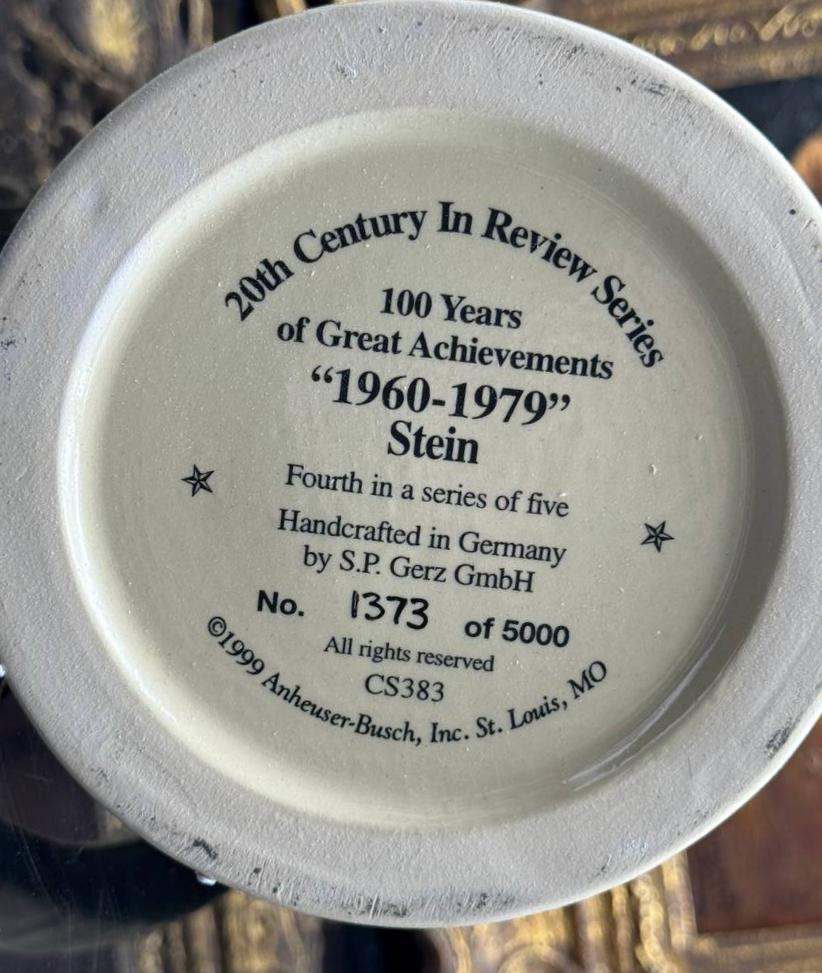 20th Century In Review Series
100 Years
of Great Achievements
“1960-1979”
Stein
Fourth in a series of five
Handcrafted in Germany
by S.P. Gerz GmbH
No. 1373 of 5000
All rights reserved
CS383
©1999 Anheuser-Busch, Inc. St. Louis, MO